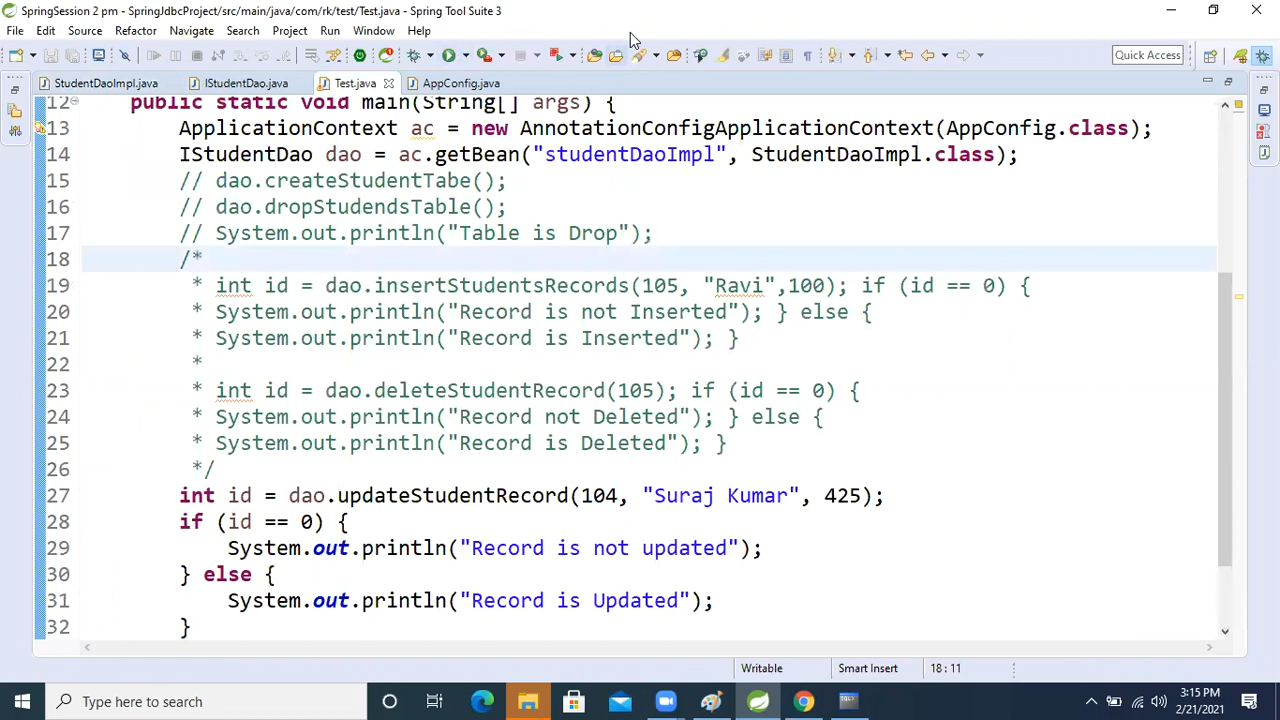 SpringSession 2 pm - SpringJdbcProject/src/main/java/com/rk/test/Test.java - Spring Tool Suite 3
File Edit Source Refactor Navigate Search Project Run Window Help
Quick Access
StudentDaoImpl.java IStudentDao.java Test.java AppConfig.java
12 public static void main(String[] args) {
13 ApplicationContext ac = new AnnotationConfigApplicationContext(AppConfig.class);
14 IStudentDao dao = ac.getBean("studentDaoImpl", StudentDaoImpl.class);
15 // dao.createStudentTabe();
16 // dao.dropStudendsTable();
17 // System.out.println("Table is Drop");
18 /*
19 * int id = dao.insertStudentsRecords(105, "Ravi",100); if (id == 0) {
20 * System.out.println("Record is not Inserted"); } else {
21 * System.out.println("Record is Inserted"); }
22 *
23 * int id = dao.deleteStudentRecord(105); if (id == 0) {
24 * System.out.println("Record not Deleted"); } else {
25 * System.out.println("Record is Deleted"); }
26 */
27 int id = dao.updateStudentRecord(104, "Suraj Kumar", 425);
28 if (id == 0) {
29 System.out.println("Record is not updated");
30 } else {
31 System.out.println("Record is Updated");
32 }
Writable Smart Insert 18:11
Type here to search
3:15 PM
2/21/2021